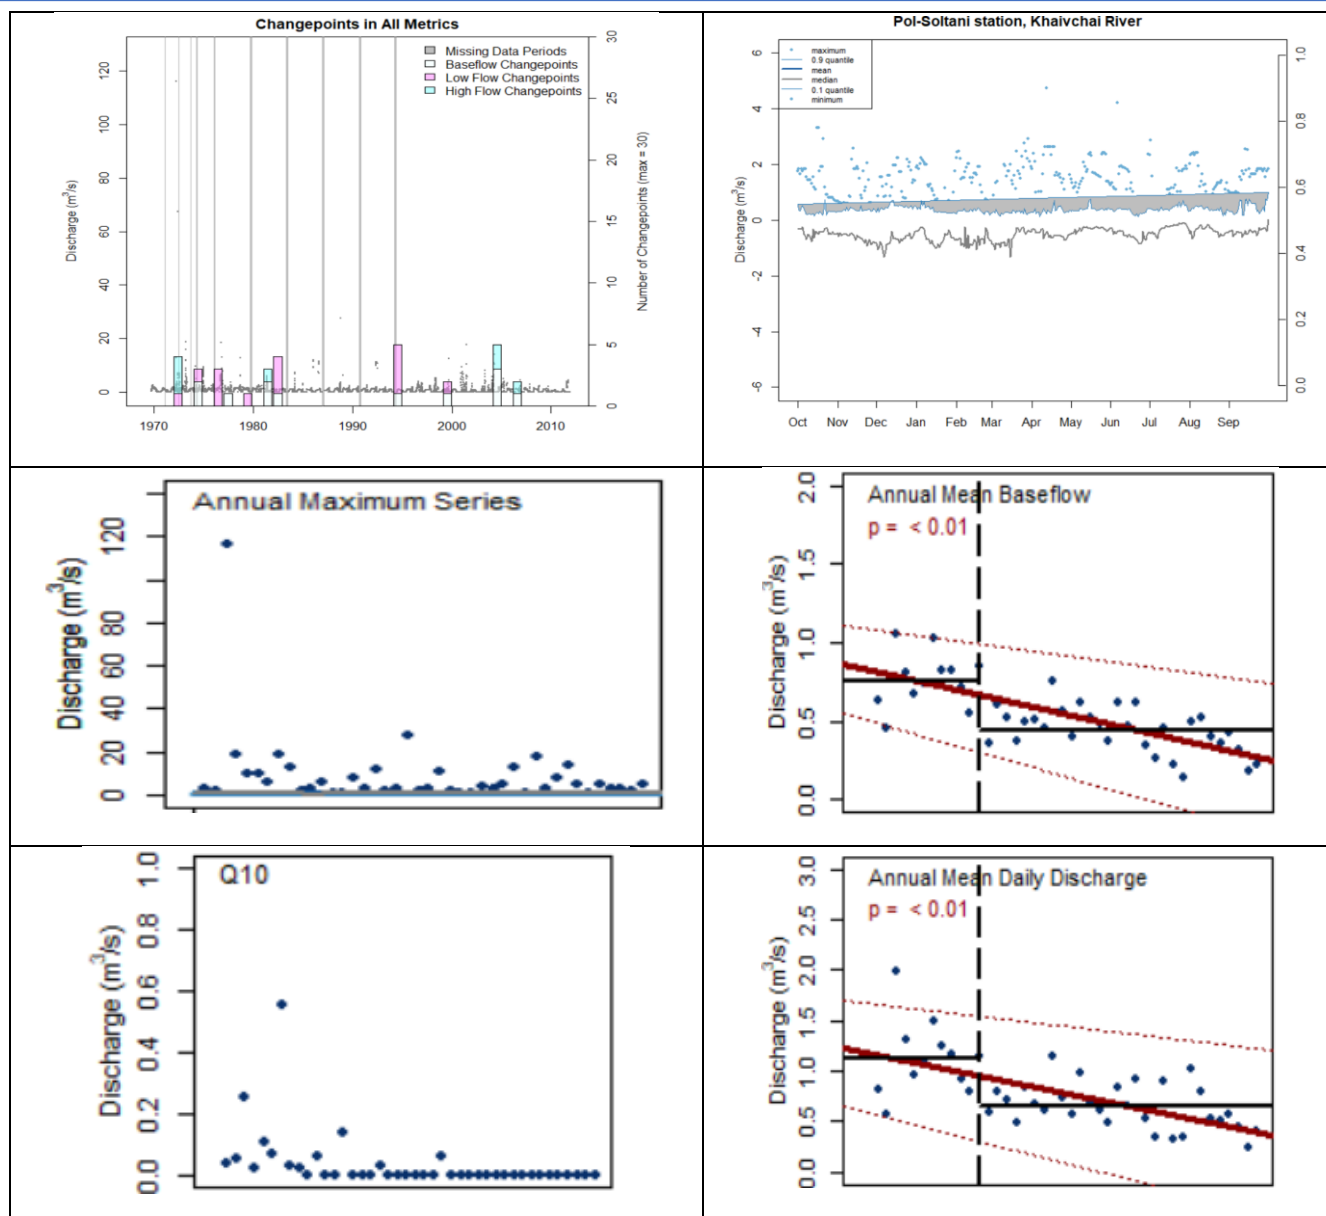 Changepoints in All Metrics
Missing Data Periods
Baseflow Changepoints
Low Flow Changepoints
High Flow Changepoints
Discharge (m³/s)
0 20 40 60 80 100 120
Number of Changepoints (max = 30)
0 5 10 15 20 25 30
1970 1980 1990 2000 2010
Pol-Soltani station, Khaivchai River
maximum
0.9 quantile
mean
median
0.1 quantile
minimum
Discharge (m³/s)
-6 -4 -2 0 2 4 6
0.0 0.2 0.4 0.6 0.8 1.0
Oct Nov Dec Jan Feb Mar Apr May Jun Jul Aug Sep
Annual Maximum Series
Discharge (m³/s)
0 20 40 60 80 120
Annual Mean Baseflow
p = < 0.01
Discharge (m³/s)
0.0 0.5 1.0 1.5 2.0
Q10
Discharge (m³/s)
0.0 0.2 0.4 0.6 0.8 1.0
Annual Mean Daily Discharge
p = < 0.01
Discharge (m³/s)
0.0 0.5 1.0 1.5 2.0 2.5 3.0